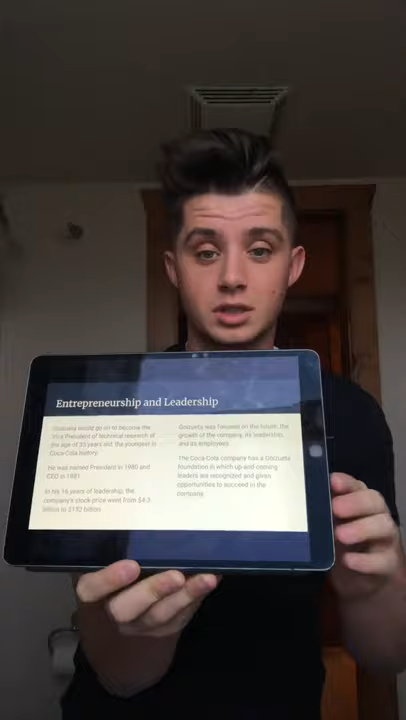 Entrepreneurship and Leadership
Goizueta would go on to become the
Vice President of technical research at
the age of 35 years old, the youngest in
Coca-Cola history.
He was named President in 1980 and
CEO in 1981.
In his 16 years of leadership, the
company's stock price went from $4.3
billion to $152 billion
Goizueta was focused on the future, the
growth of the company, its leadership,
and its employees.
The Coca-Cola company has a Goizueta
foundation in which up-and-coming
leaders are recognized and given
opportunities to succeed in the
company.